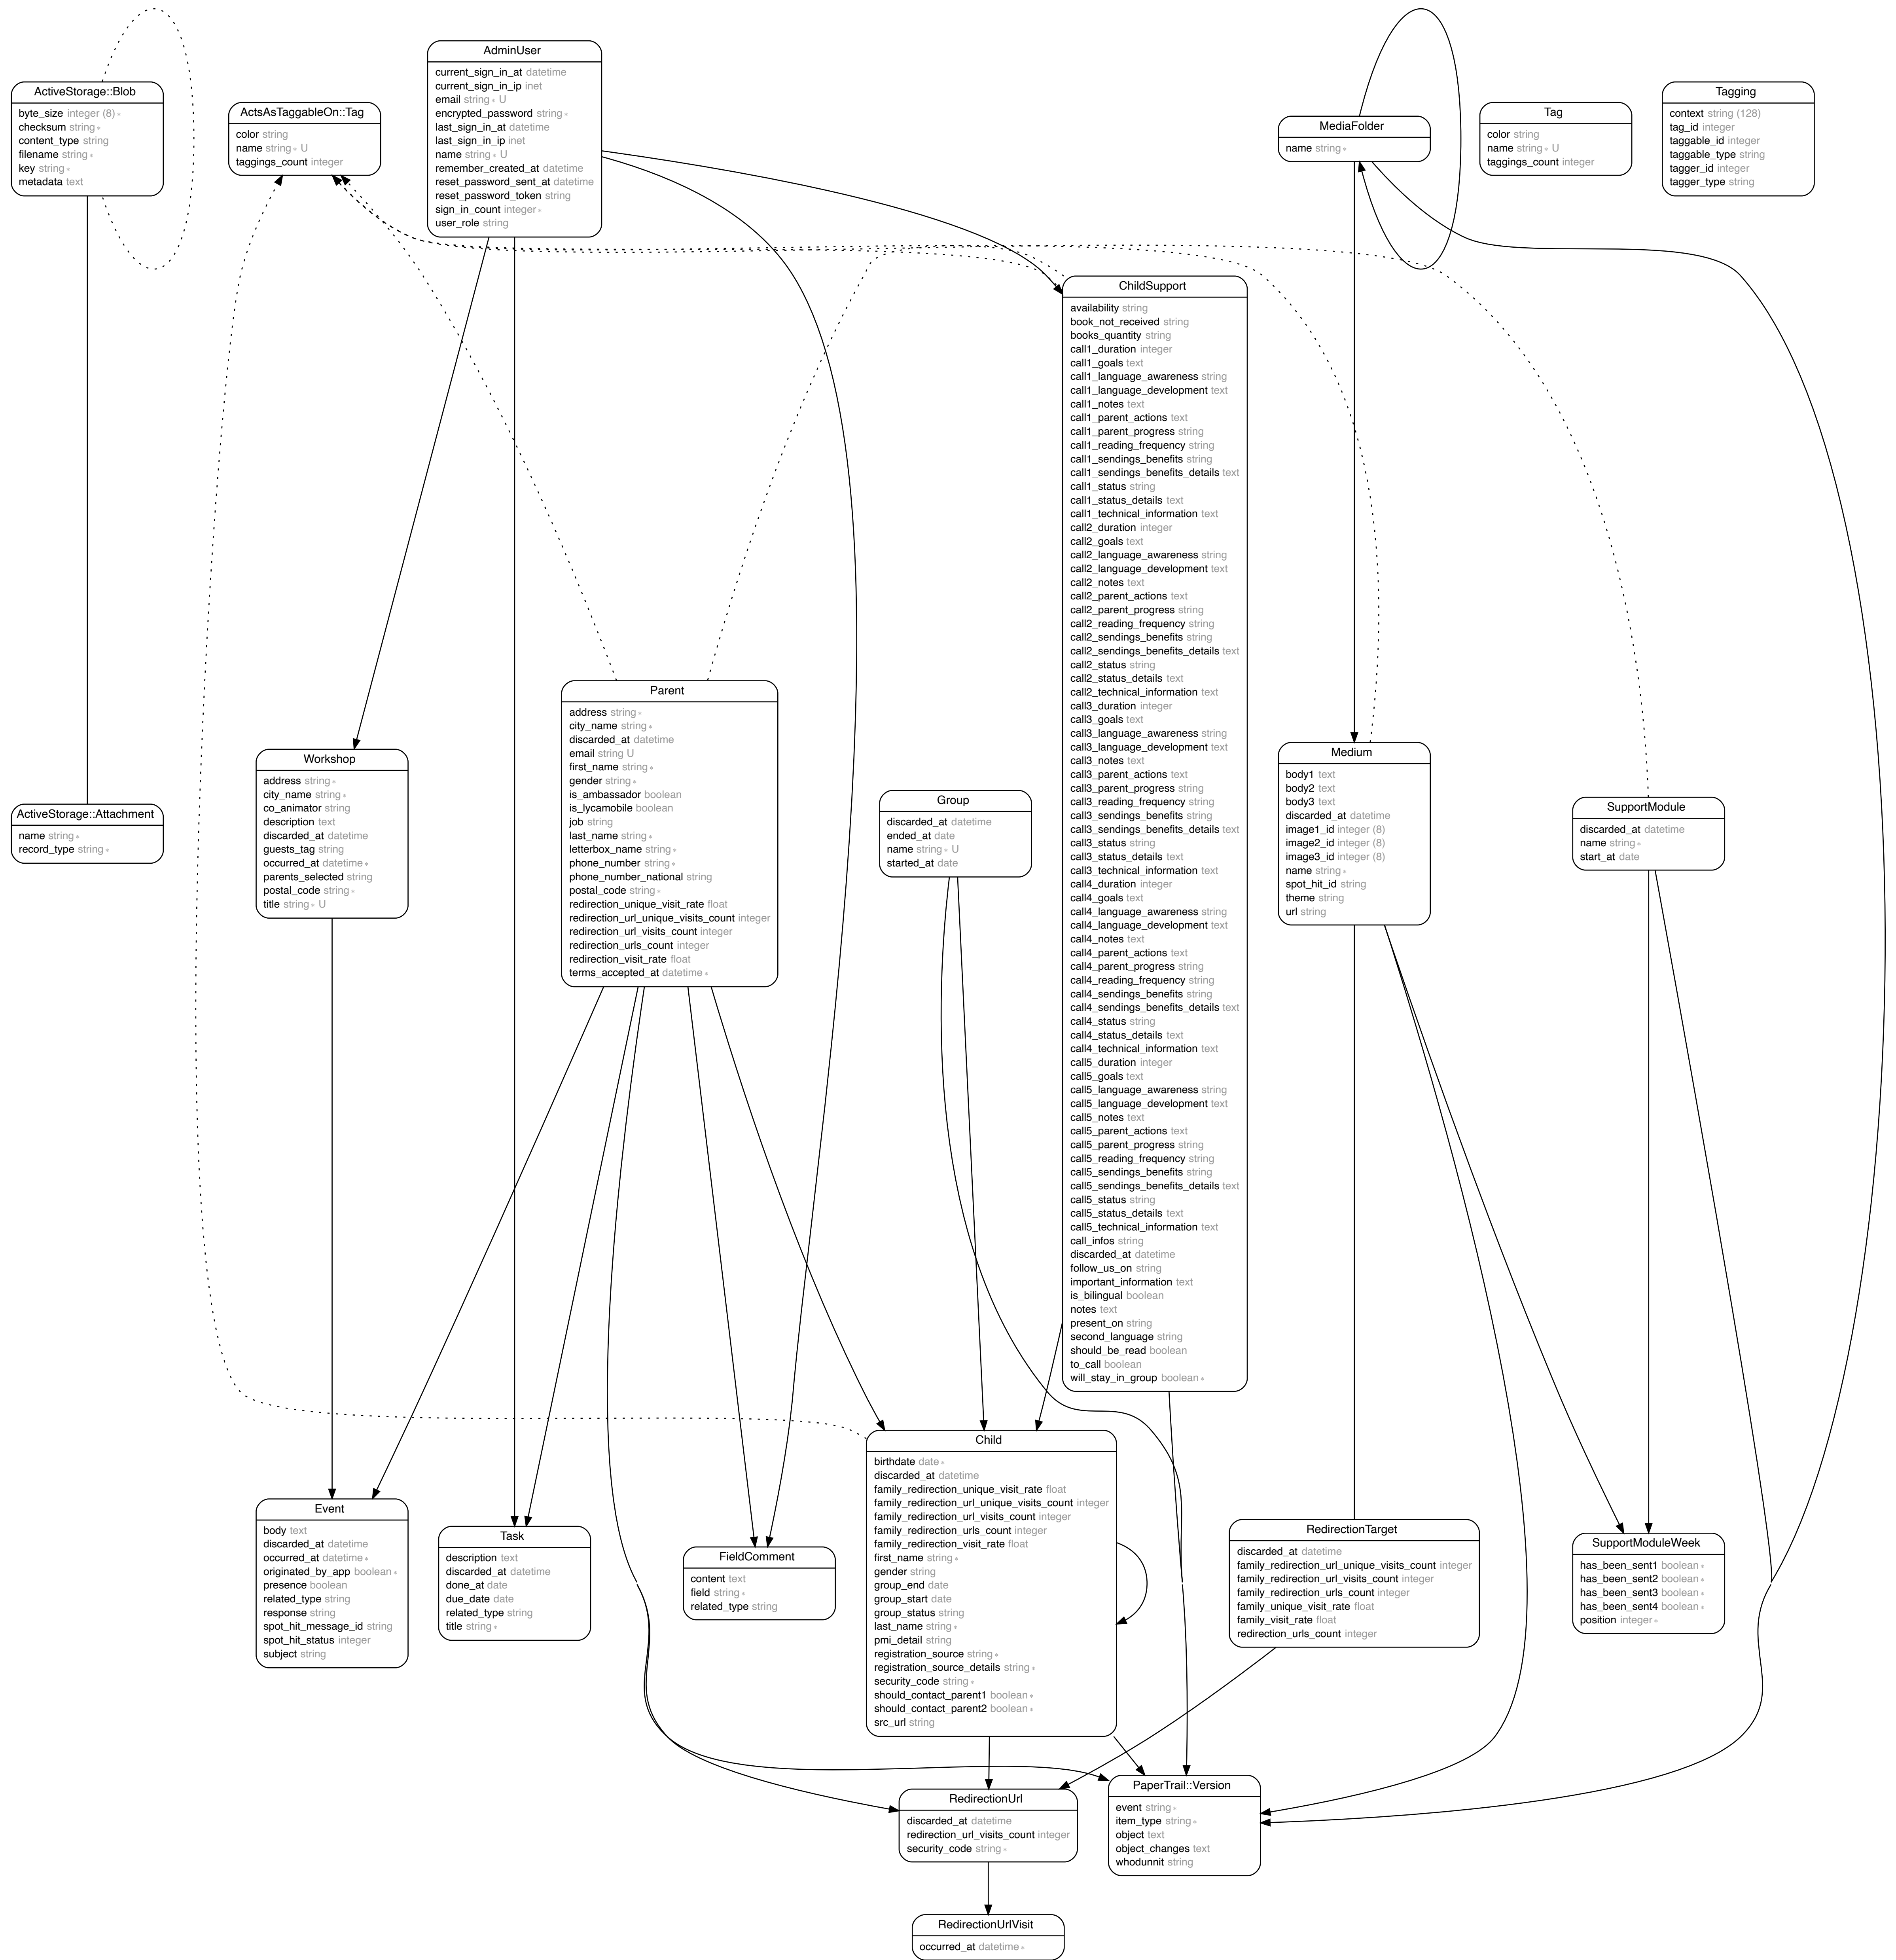 ActiveStorage::Blob
byte_size integer (8) ∗
checksum string ∗
content_type string
filename string ∗
key string ∗
metadata text
ActsAsTaggableOn::Tag
color string
name string ∗ U
taggings_count integer
AdminUser
current_sign_in_at datetime
current_sign_in_ip inet
email string ∗ U
encrypted_password string ∗
last_sign_in_at datetime
last_sign_in_ip inet
name string ∗ U
remember_created_at datetime
reset_password_sent_at datetime
reset_password_token string
sign_in_count integer ∗
user_role string
MediaFolder
name string ∗
Tag
color string
name string ∗ U
taggings_count integer
Tagging
context string (128)
tag_id integer
taggable_id integer
taggable_type string
tagger_id integer
tagger_type string
ChildSupport
availability string
book_not_received string
books_quantity string
call1_duration integer
call1_goals text
call1_language_awareness string
call1_language_development text
call1_notes text
call1_parent_actions text
call1_parent_progress string
call1_reading_frequency string
call1_sendings_benefits string
call1_sendings_benefits_details text
call1_status string
call1_status_details text
call1_technical_information text
call2_duration integer
call2_goals text
call2_language_awareness string
call2_language_development text
call2_notes text
call2_parent_actions text
call2_parent_progress string
call2_reading_frequency string
call2_sendings_benefits string
call2_sendings_benefits_details text
call2_status string
call2_status_details text
call2_technical_information text
call3_duration integer
call3_goals text
call3_language_awareness string
call3_language_development text
call3_notes text
call3_parent_actions text
call3_parent_progress string
call3_reading_frequency string
call3_sendings_benefits string
call3_sendings_benefits_details text
call3_status string
call3_status_details text
call3_technical_information text
call4_duration integer
call4_goals text
call4_language_awareness string
call4_language_development text
call4_notes text
call4_parent_actions text
call4_parent_progress string
call4_reading_frequency string
call4_sendings_benefits string
call4_sendings_benefits_details text
call4_status string
call4_status_details text
call4_technical_information text
call5_duration integer
call5_goals text
call5_language_awareness string
call5_language_development text
call5_notes text
call5_parent_actions text
call5_parent_progress string
call5_reading_frequency string
call5_sendings_benefits string
call5_sendings_benefits_details text
call5_status string
call5_status_details text
call5_technical_information text
call_infos string
discarded_at datetime
follow_us_on string
important_information text
is_bilingual boolean
notes text
present_on string
second_language string
should_be_read boolean
to_call boolean
will_stay_in_group boolean ∗
Parent
address string ∗
city_name string ∗
discarded_at datetime
email string U
first_name string ∗
gender string ∗
is_ambassador boolean
is_lycamobile boolean
job string
last_name string ∗
letterbox_name string ∗
phone_number string ∗
phone_number_national string
postal_code string ∗
redirection_unique_visit_rate float
redirection_url_unique_visits_count integer
redirection_url_visits_count integer
redirection_urls_count integer
redirection_visit_rate float
terms_accepted_at datetime ∗
Workshop
address string ∗
city_name string ∗
co_animator string
description text
discarded_at datetime
guests_tag string
occurred_at datetime ∗
parents_selected string
postal_code string ∗
title string ∗ U
ActiveStorage::Attachment
name string ∗
record_type string ∗
Group
discarded_at datetime
ended_at date
name string ∗ U
started_at date
Medium
body1 text
body2 text
body3 text
discarded_at datetime
image1_id integer (8)
image2_id integer (8)
image3_id integer (8)
name string ∗
spot_hit_id string
theme string
url string
SupportModule
discarded_at datetime
name string ∗
start_at date
Event
body text
discarded_at datetime
occurred_at datetime ∗
originated_by_app boolean ∗
presence boolean
related_type string
response string
spot_hit_message_id string
spot_hit_status integer
subject string
Task
description text
discarded_at datetime
done_at date
due_date date
related_type string
title string ∗
FieldComment
content text
field string ∗
related_type string
Child
birthdate date ∗
discarded_at datetime
family_redirection_unique_visit_rate float
family_redirection_url_unique_visits_count integer
family_redirection_url_visits_count integer
family_redirection_urls_count integer
family_redirection_visit_rate float
first_name string ∗
gender string
group_end date
group_start date
group_status string
last_name string ∗
pmi_detail string
registration_source string ∗
registration_source_details string ∗
security_code string ∗
should_contact_parent1 boolean ∗
should_contact_parent2 boolean ∗
src_url string
RedirectionTarget
discarded_at datetime
family_redirection_url_unique_visits_count integer
family_redirection_url_visits_count integer
family_redirection_urls_count integer
family_unique_visit_rate float
family_visit_rate float
redirection_urls_count integer
SupportModuleWeek
has_been_sent1 boolean ∗
has_been_sent2 boolean ∗
has_been_sent3 boolean ∗
has_been_sent4 boolean ∗
position integer ∗
RedirectionUrl
discarded_at datetime
redirection_url_visits_count integer
security_code string ∗
PaperTrail::Version
event string ∗
item_type string ∗
object text
object_changes text
whodunnit string
RedirectionUrlVisit
occurred_at datetime ∗